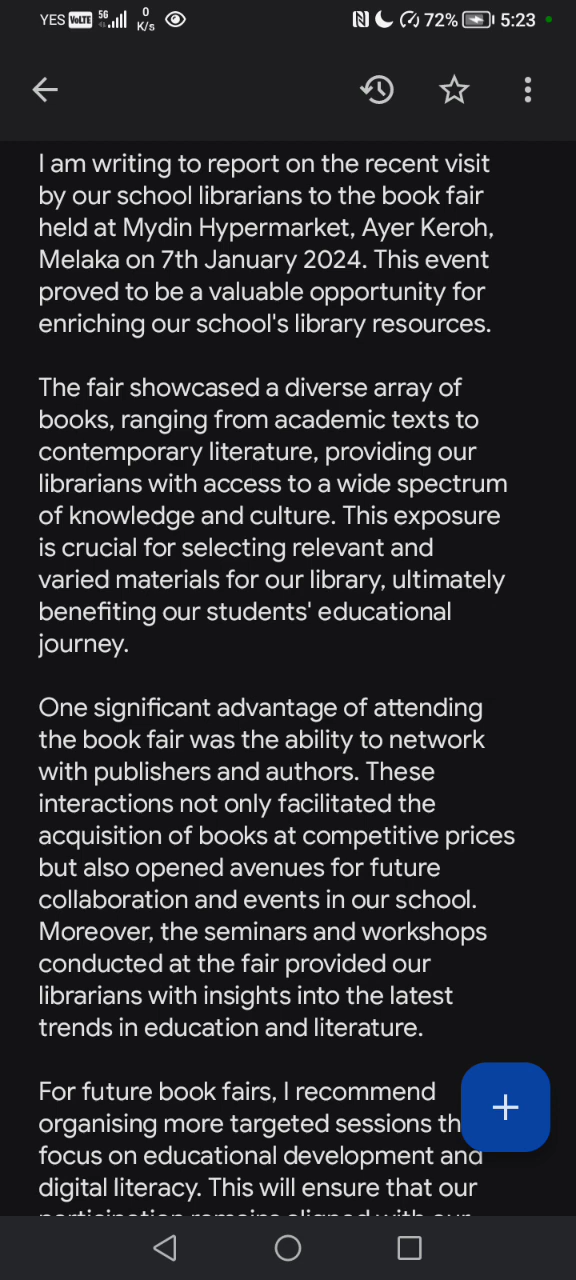 YES VoLTE 5G 0 K/s 72% 5:23
I am writing to report on the recent visit
by our school librarians to the book fair
held at Mydin Hypermarket, Ayer Keroh,
Melaka on 7th January 2024. This event
proved to be a valuable opportunity for
enriching our school's library resources.
The fair showcased a diverse array of
books, ranging from academic texts to
contemporary literature, providing our
librarians with access to a wide spectrum
of knowledge and culture. This exposure
is crucial for selecting relevant and
varied materials for our library, ultimately
benefiting our students' educational
journey.
One significant advantage of attending
the book fair was the ability to network
with publishers and authors. These
interactions not only facilitated the
acquisition of books at competitive prices
but also opened avenues for future
collaboration and events in our school.
Moreover, the seminars and workshops
conducted at the fair provided our
librarians with insights into the latest
trends in education and literature.
For future book fairs, I recommend
organising more targeted sessions th
focus on educational development and
digital literacy. This will ensure that our
participation remains aligned with our